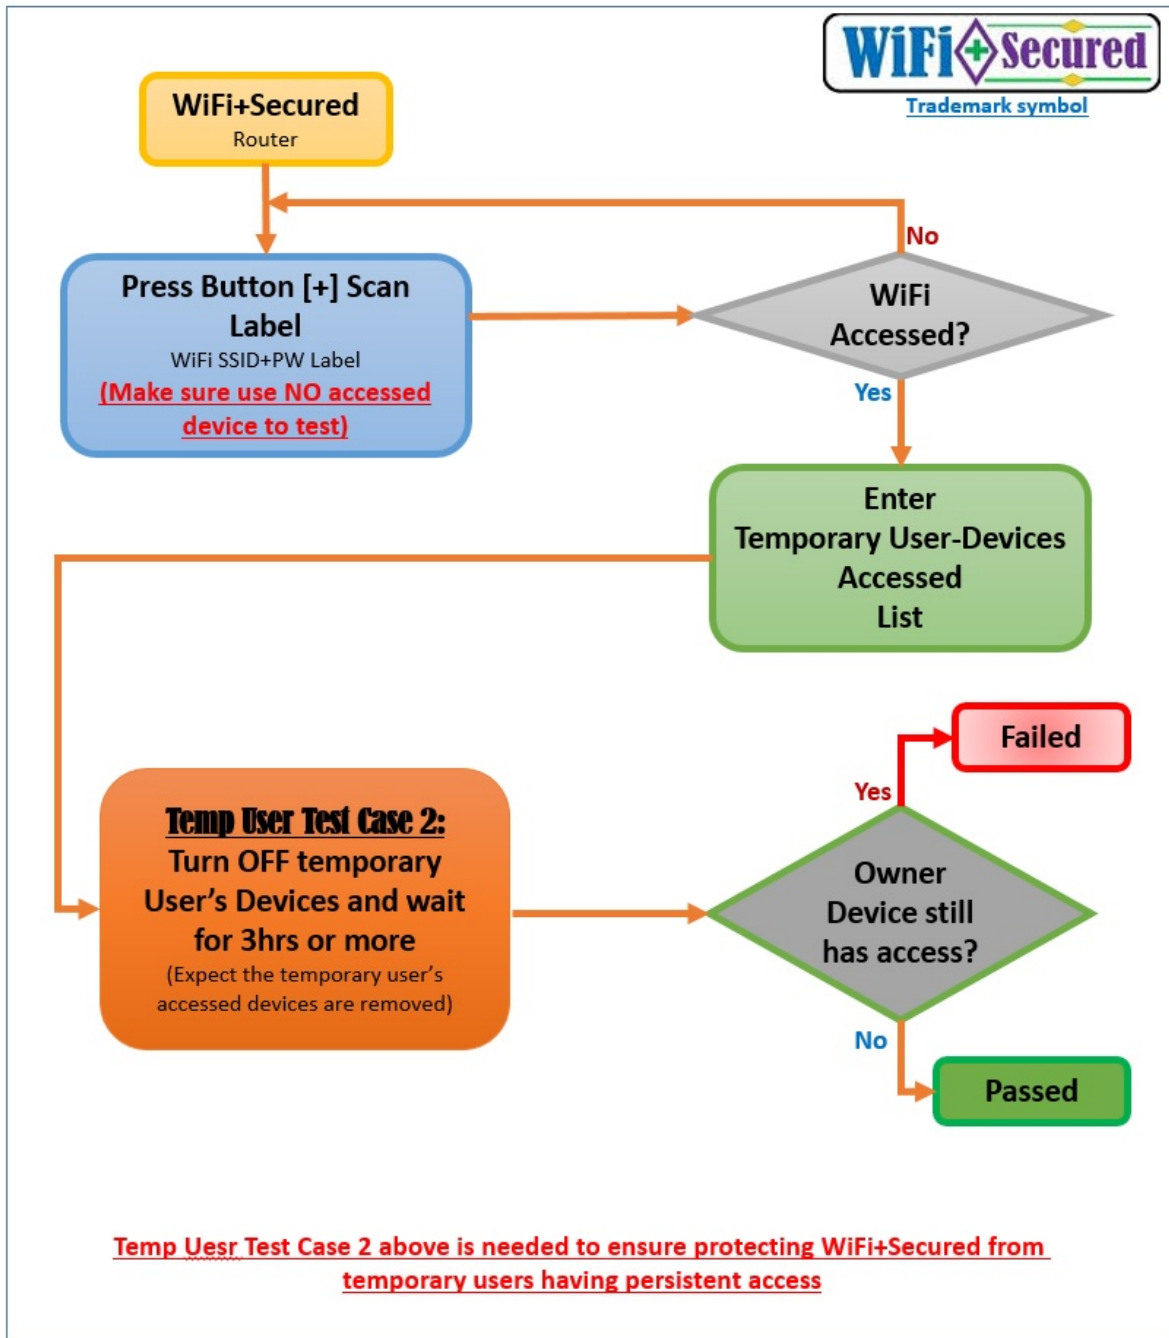 WiFi+Secured
Trademark symbol
WiFi+Secured
Router
No
Press Button [+] Scan
Label
WiFi SSID+PW Label
(Make sure use NO accessed
device to test)
WiFi
Accessed?
Yes
Enter
Temporary User-Devices
Accessed
List
Failed
Yes
Temp User Test Case 2:
Turn OFF temporary
User's Devices and wait
for 3hrs or more
(Expect the temporary user's
accessed devices are removed)
Owner
Device still
has access?
No
Passed
Temp Uesr Test Case 2 above is needed to ensure protecting WiFi+Secured from
temporary users having persistent access